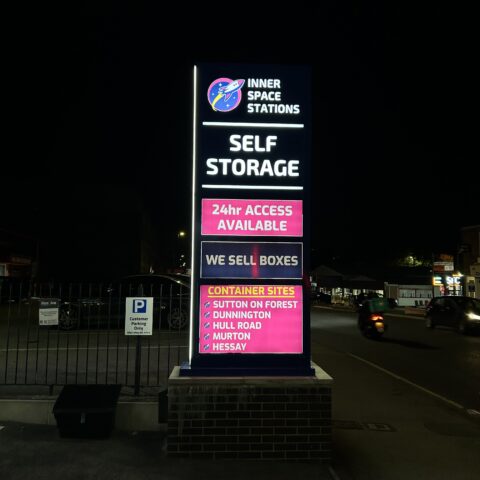 INNER
SPACE
STATIONS
SELF
STORAGE
24hr ACCESS
AVAILABLE
WE SELL BOXES
CONTAINER SITES
SUTTON ON FOREST
DUNNINGTON
HULL ROAD
MURTON
HESSAY
P
Customer
Parking
Only